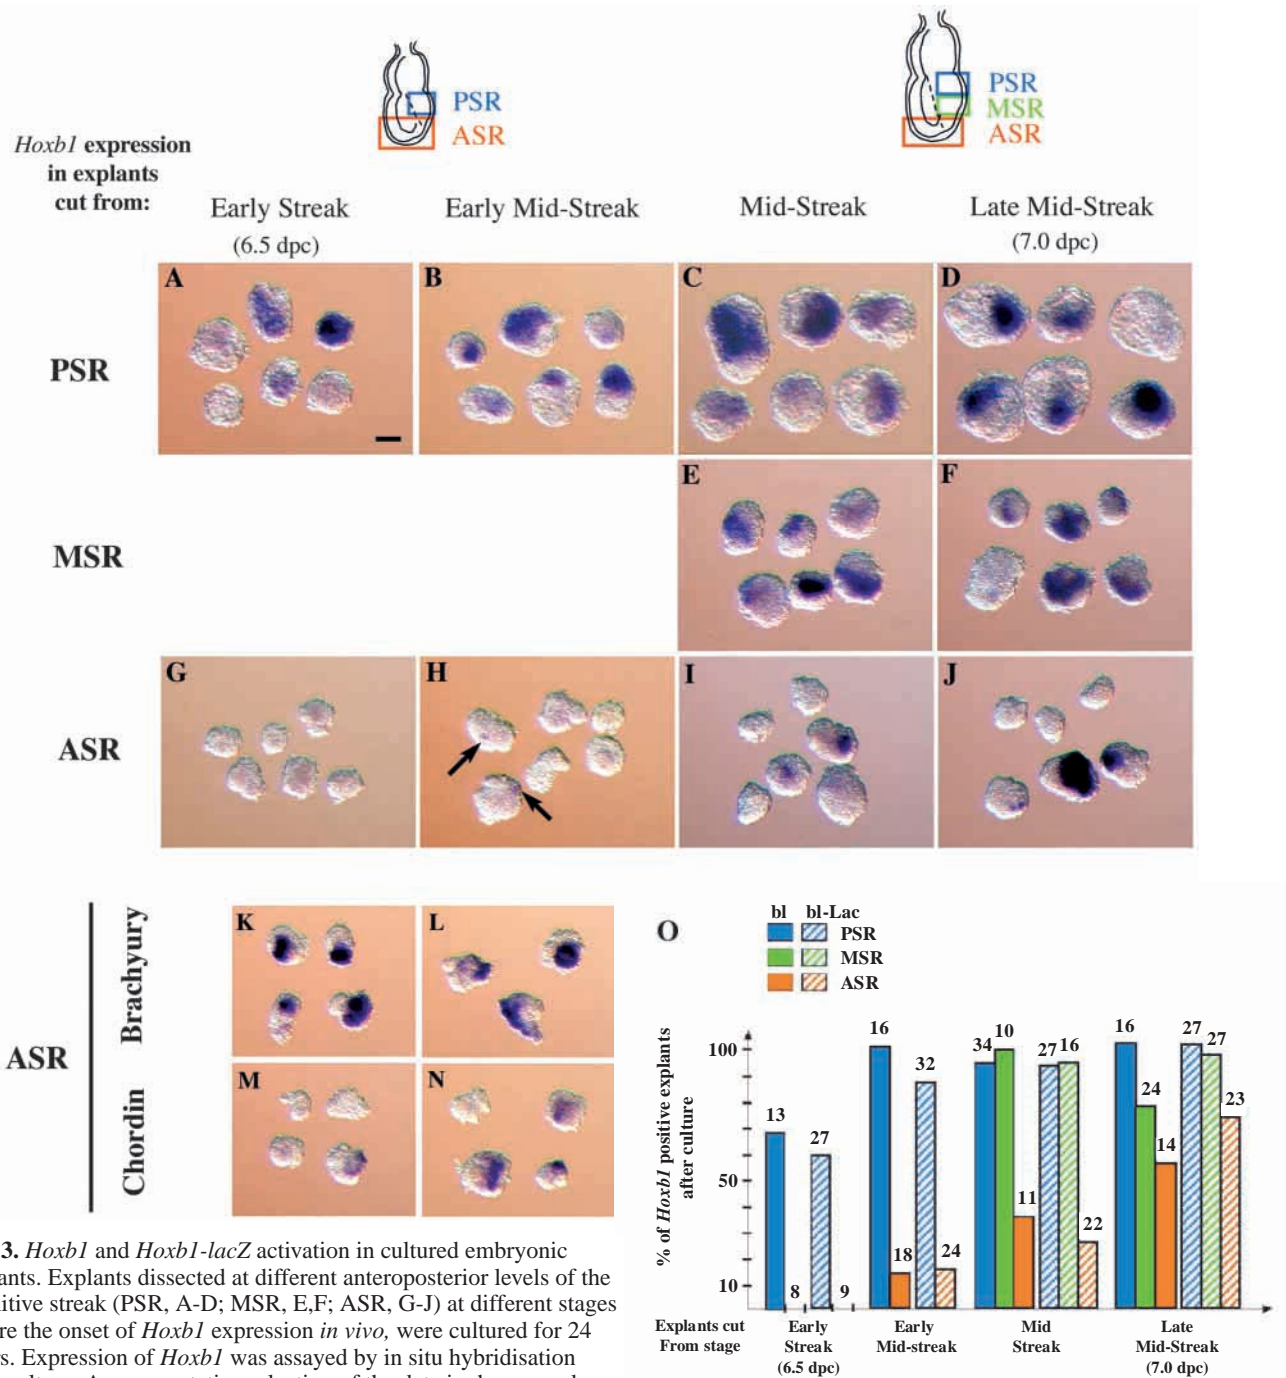 PSR
ASR
PSR
MSR
ASR
Hoxb1 expression
in explants
cut from:
Early Streak
(6.5 dpc)
Early Mid-Streak
Mid-Streak
Late Mid-Streak
(7.0 dpc)
PSR
A
B
C
D
MSR
E
F
ASR
G
H
I
J
ASR
Brachyury
K
L
Chordin
M
N
O
bl bl-Lac
PSR
MSR
ASR
% of Hoxb1 positive explants
after culture
100
50
10
13
8
27
9
16
18
32
24
34
10
11
27
16
22
16
24
14
27
27
23
Explants cut
From stage
Early
Streak
(6.5 dpc)
Early
Mid-streak
Mid
Streak
Late
Mid-Streak
(7.0 dpc)
3. Hoxb1 and Hoxb1-lacZ activation in cultured embryonic
ants. Explants dissected at different anteroposterior levels of the
itive streak (PSR, A-D; MSR, E,F; ASR, G-J) at different stages
re the onset of Hoxb1 expression in vivo, were cultured for 24
rs. Expression of Hoxb1 was assayed by in situ hybridisation